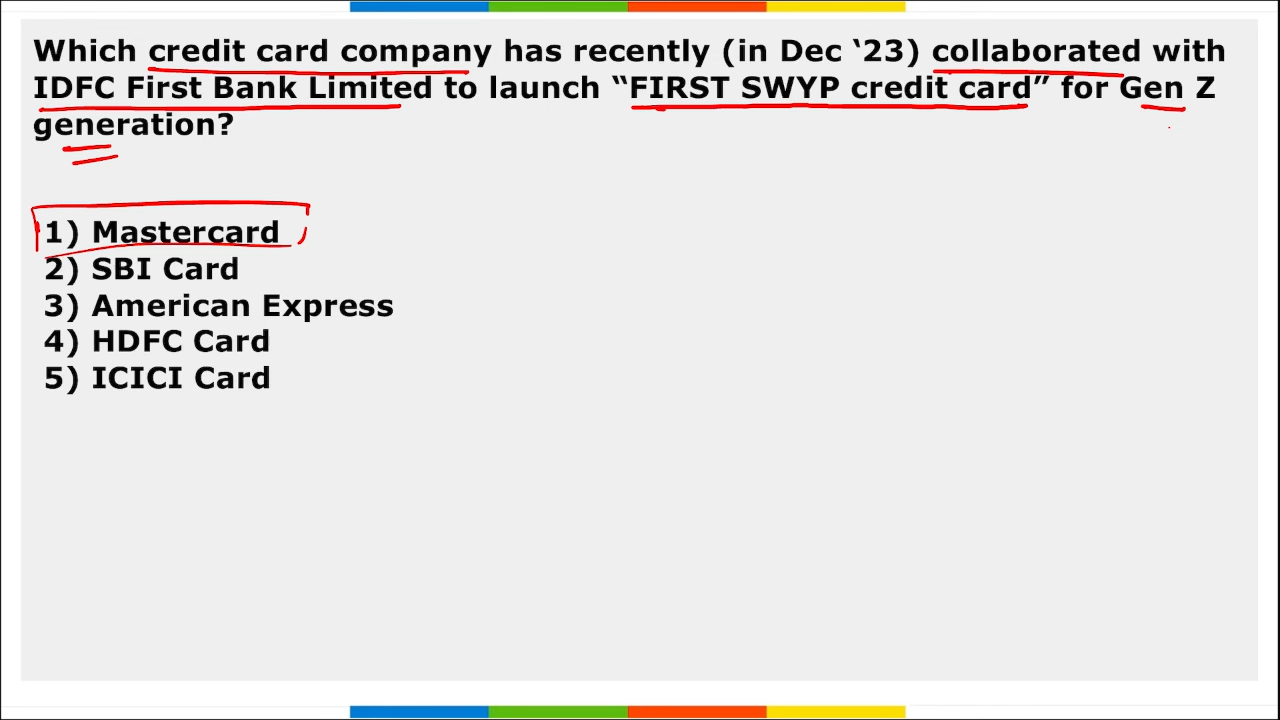 Which credit card company has recently (in Dec ‘23) collaborated with
IDFC First Bank Limited to launch “FIRST SWYP credit card” for Gen Z
generation?
1) Mastercard
2) SBI Card
3) American Express
4) HDFC Card
5) ICICI Card